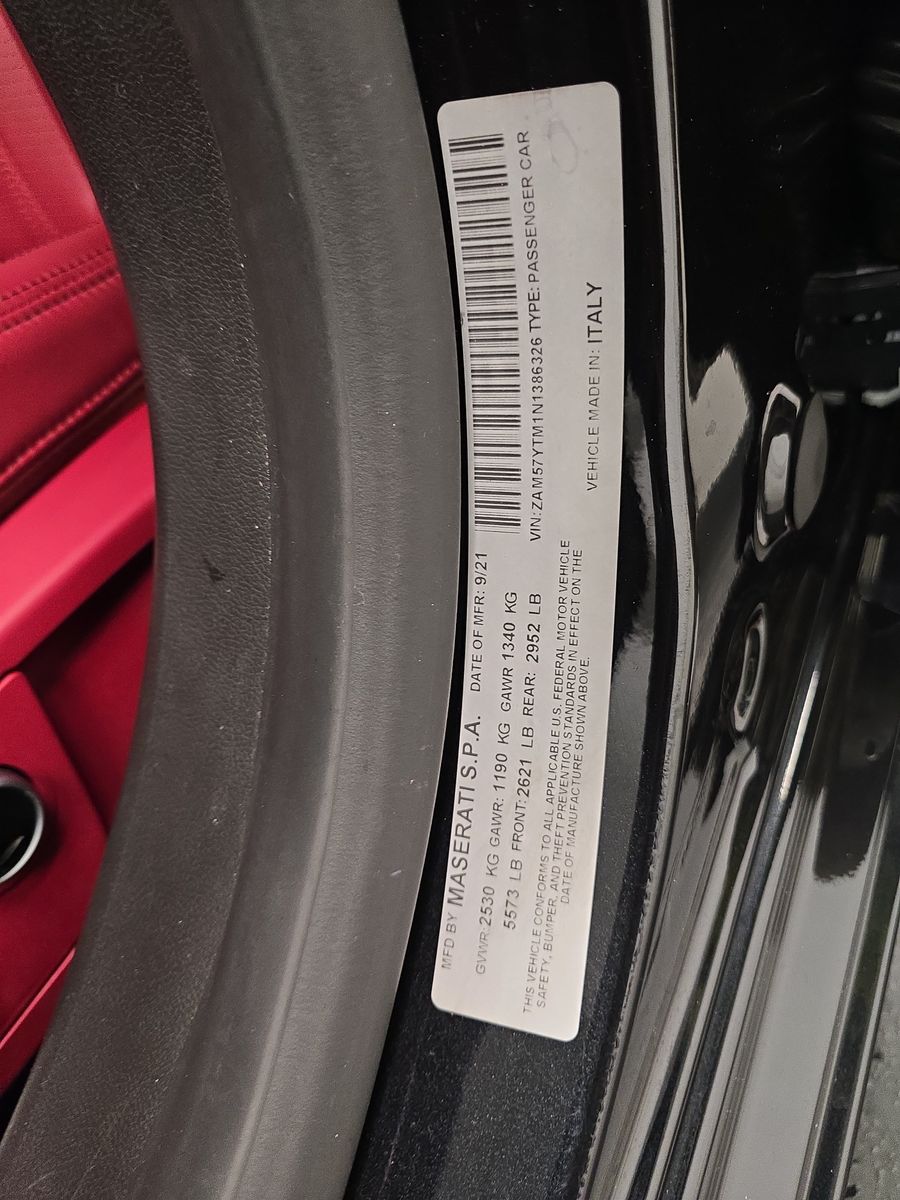 MFD BY MASERATI S.P.A. DATE OF MFR: 9/21
GVWR: 2530 KG GAWR: 1190 KG GAWR 1340 KG
5573 LB FRONT: 2621 LB REAR: 2952 LB
VIN: ZAM57YTM1N1386326 TYPE: PASSENGER CAR
THIS VEHICLE CONFORMS TO ALL APPLICABLE U.S. FEDERAL MOTOR VEHICLE
SAFETY, BUMPER, AND THEFT PREVENTION STANDARDS IN EFFECT ON THE
DATE OF MANUFACTURE SHOWN ABOVE.
VEHICLE MADE IN: ITALY